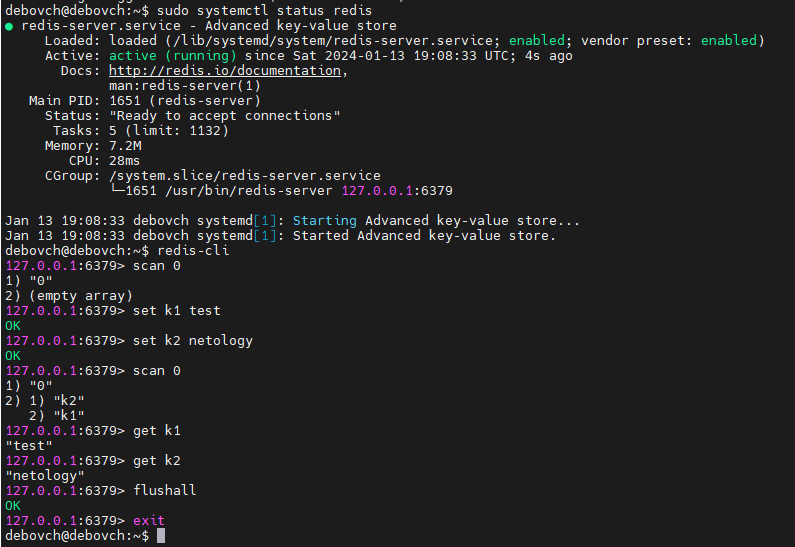 debovch@debovch:~$ sudo systemctl status redis
● redis-server.service - Advanced key-value store
     Loaded: loaded (/lib/systemd/system/redis-server.service; enabled; vendor preset: enabled)
     Active: active (running) since Sat 2024-01-13 19:08:33 UTC; 4s ago
       Docs: http://redis.io/documentation,
             man:redis-server(1)
   Main PID: 1651 (redis-server)
     Status: "Ready to accept connections"
      Tasks: 5 (limit: 1132)
     Memory: 7.2M
        CPU: 28ms
     CGroup: /system.slice/redis-server.service
             └─1651 /usr/bin/redis-server 127.0.0.1:6379
Jan 13 19:08:33 debovch systemd[1]: Starting Advanced key-value store...
Jan 13 19:08:33 debovch systemd[1]: Started Advanced key-value store.
debovch@debovch:~$ redis-cli
127.0.0.1:6379> scan 0
1) "0"
2) (empty array)
127.0.0.1:6379> set k1 test
OK
127.0.0.1:6379> set k2 netology
OK
127.0.0.1:6379> scan 0
1) "0"
2) 1) "k2"
   2) "k1"
127.0.0.1:6379> get k1
"test"
127.0.0.1:6379> get k2
"netology"
127.0.0.1:6379> flushall
OK
127.0.0.1:6379> exit
debovch@debovch:~$